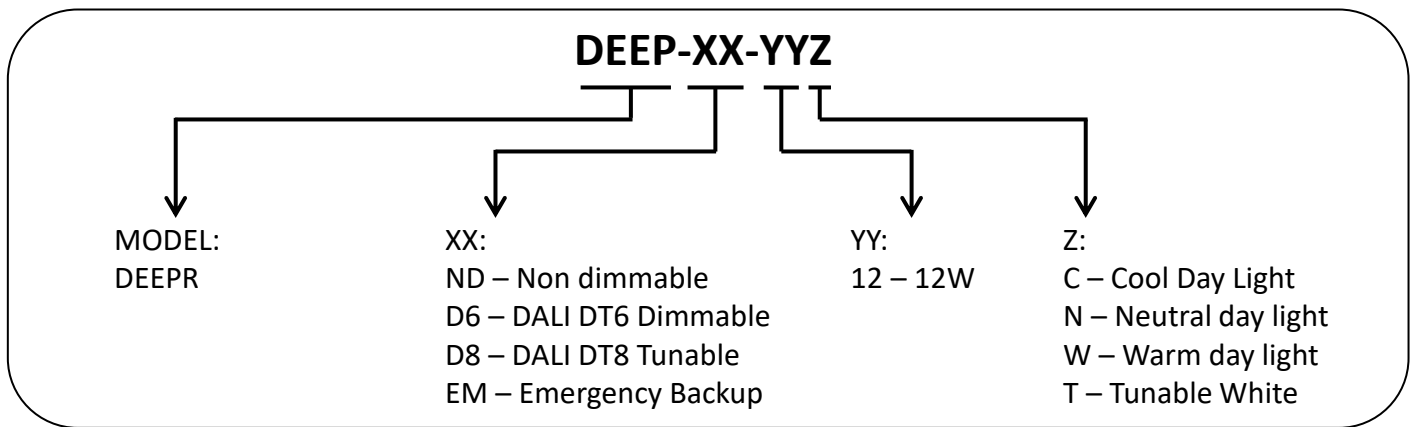 DEEP-XX-YYZ
MODEL:
DEEPR
XX:
ND – Non dimmable
D6 – DALI DT6 Dimmable
D8 – DALI DT8 Tunable
EM – Emergency Backup
YY:
12 – 12W
Z:
C – Cool Day Light
N – Neutral day light
W – Warm day light
T – Tunable White